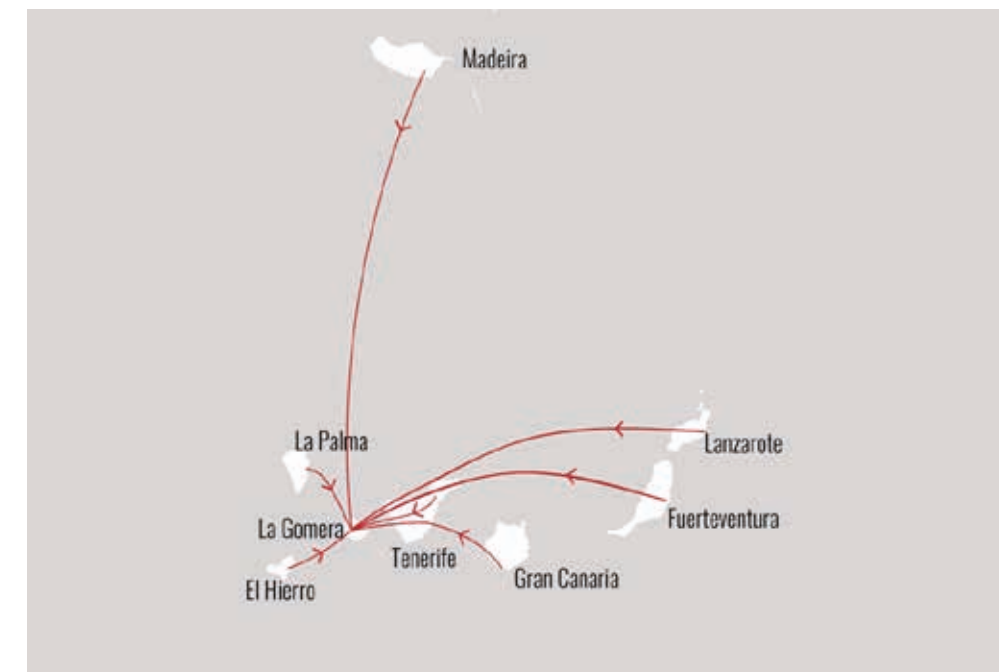 Madeira
La Palma
Lanzarote
La Gomera
Fuerteventura
Tenerife
Gran Canaria
El Hierro